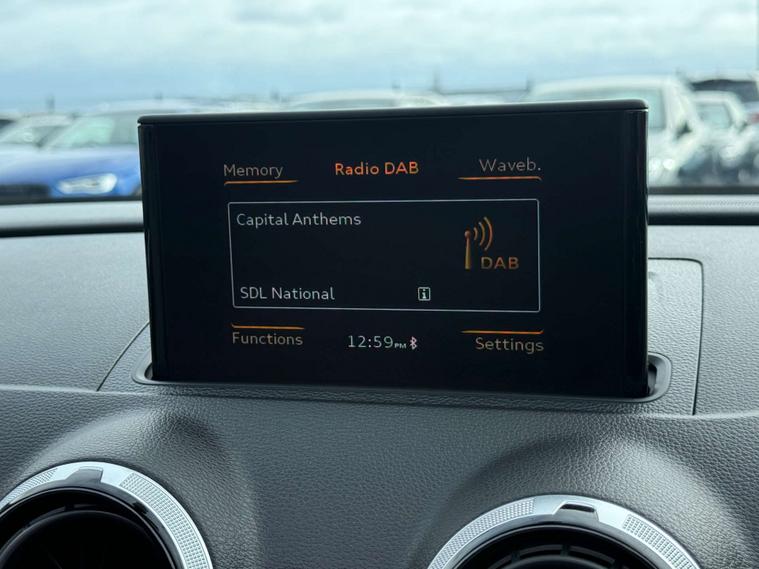 Memory
Radio DAB
Waveb.
Capital Anthems
DAB
SDL National
i
Functions
12:59PM
Settings